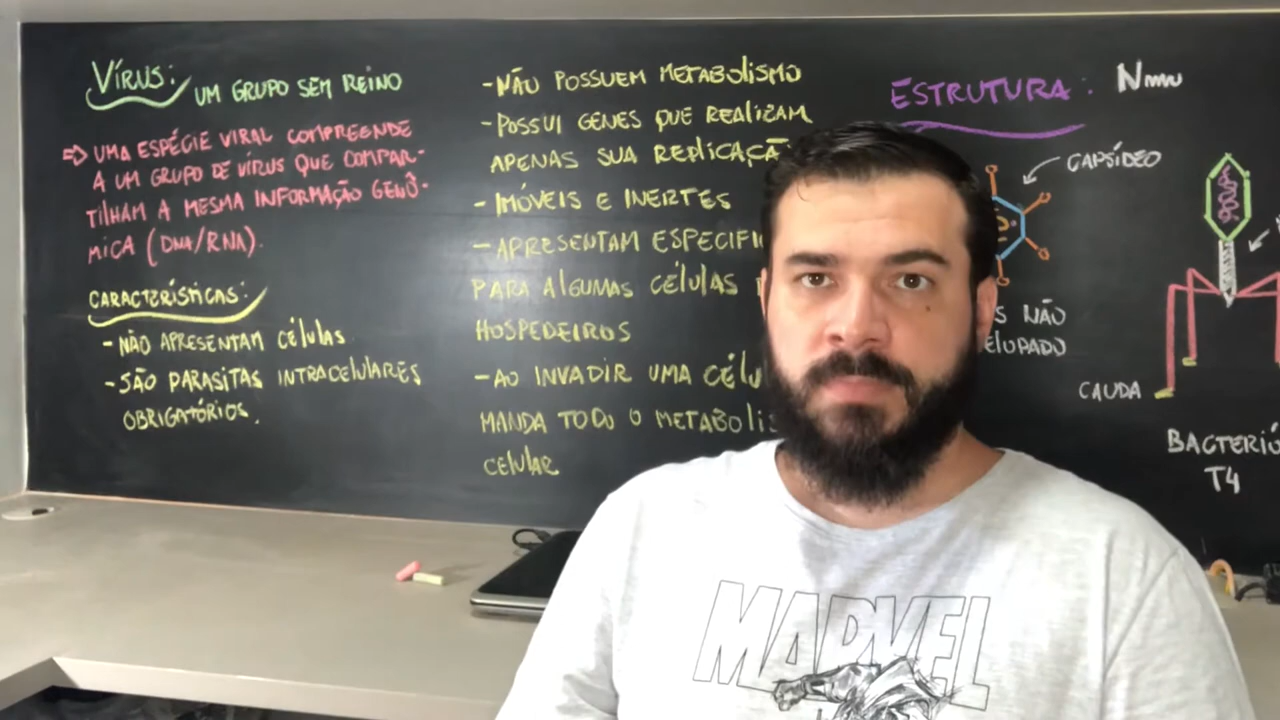 VÍRUS: UM GRUPO SEM REINO
⇒ UMA ESPÉCIE VIRAL COMPREENDE
A UM GRUPO DE VÍRUS QUE COMPAR-
TILHAM A MESMA INFORMAÇÃO GENÔ-
MICA (DNA/RNA).
CARACTERÍSTICAS:
- NÃO APRESENTAM CÉLULAS
- SÃO PARASITAS INTRACELULARES
OBRIGATÓRIOS.
- NÃO POSSUEM METABOLISMO
- POSSUI GENES QUE REALIZAM
APENAS SUA REPLICAÇÃO
- IMÓVEIS E INERTES
- APRESENTAM ESPECIFI
PARA ALGUMAS CÉLULAS
HOSPEDEIROS
- AO INVADIR UMA CÉLU
MANDA TODO O METABOLIS
CELULAR
ESTRUTURA:
CAPSÍDEO
S NÃO
ELOPADO
CAUDA
BACTERIÓ
T4
MARVEL